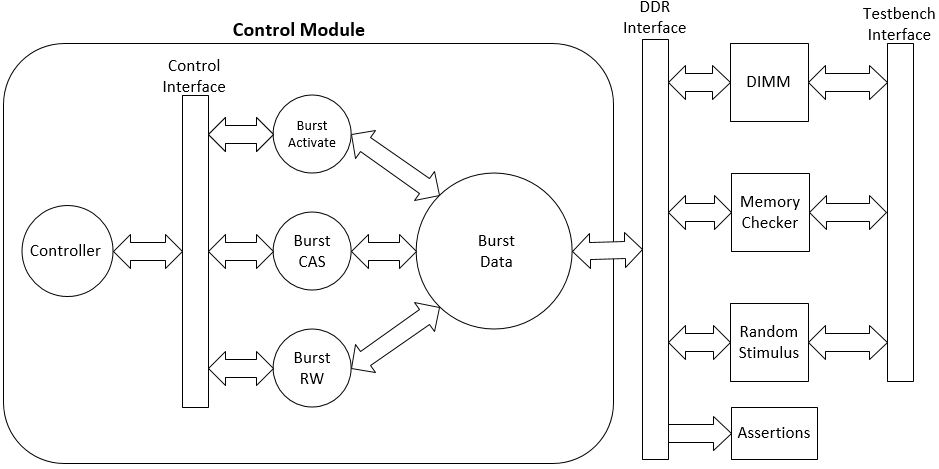 Control Module
DDR
Interface
Testbench
Interface
Control
Interface
Burst
Activate
DIMM
Controller
Burst
CAS
Burst
Data
Memory
Checker
Burst
RW
Random
Stimulus
Assertions